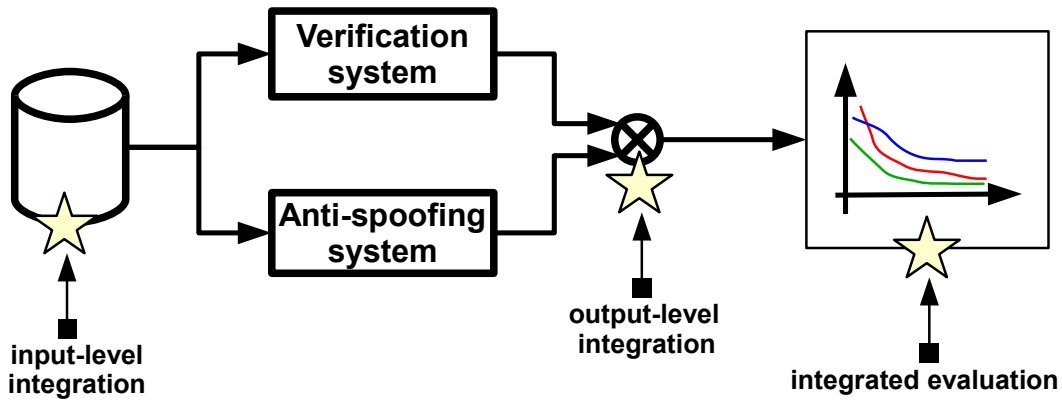 Verification
system
Anti-spoofing
system
input-level
integration
output-level
integration
integrated evaluation